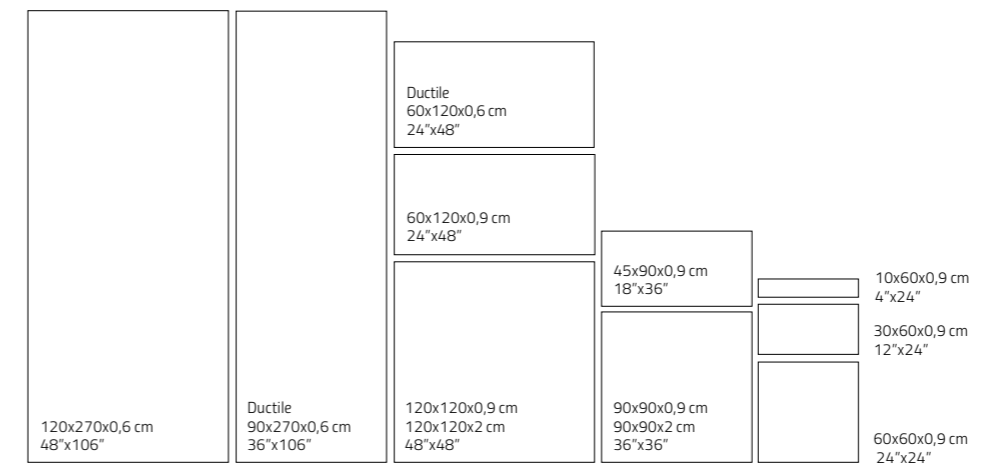 120x270x0,6 cm
48”x106”
Ductile
90x270x0,6 cm
36”x106”
Ductile
60x120x0,6 cm
24”x48”
60x120x0,9 cm
24”x48”
120x120x0,9 cm
120x120x2 cm
48”x48”
45x90x0,9 cm
18”x36”
90x90x0,9 cm
90x90x2 cm
36”x36”
10x60x0,9 cm
4”x24”
30x60x0,9 cm
12”x24”
60x60x0,9 cm
24”x24”